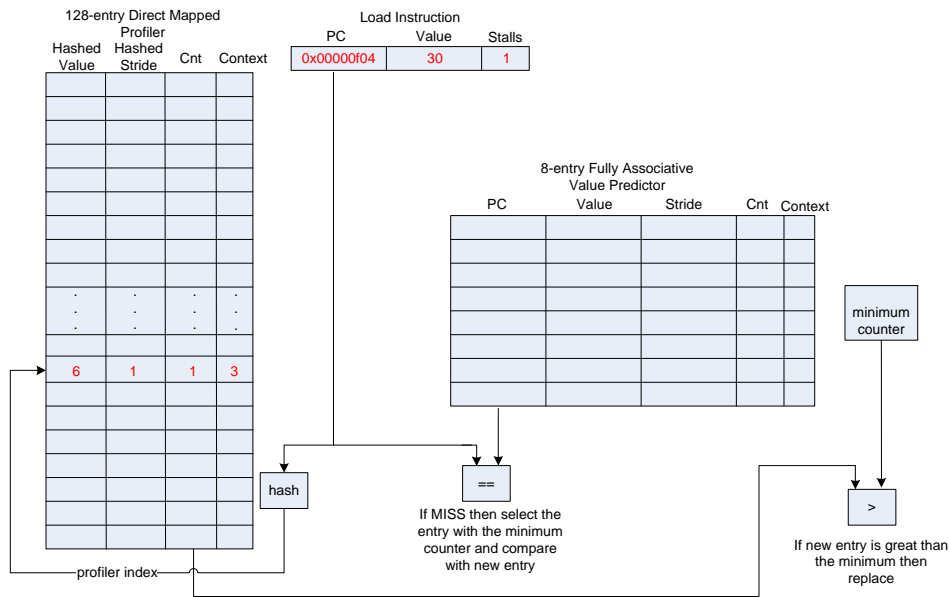 128-entry Direct Mapped
Profiler
Hashed
Value
Hashed
Stride
Cnt
Context
Load Instruction
PC
Value
Stalls
0x00000f04
30
1
8-entry Fully Associative
Value Predictor
PC
Value
Stride
Cnt
Context
. . . .
. . . .
. . . .
6
1
1
3
minimum
counter
hash
==
>
If MISS then select the
entry with the minimum
counter and compare
with new entry
If new entry is great than
the minimum then
replace
profiler index